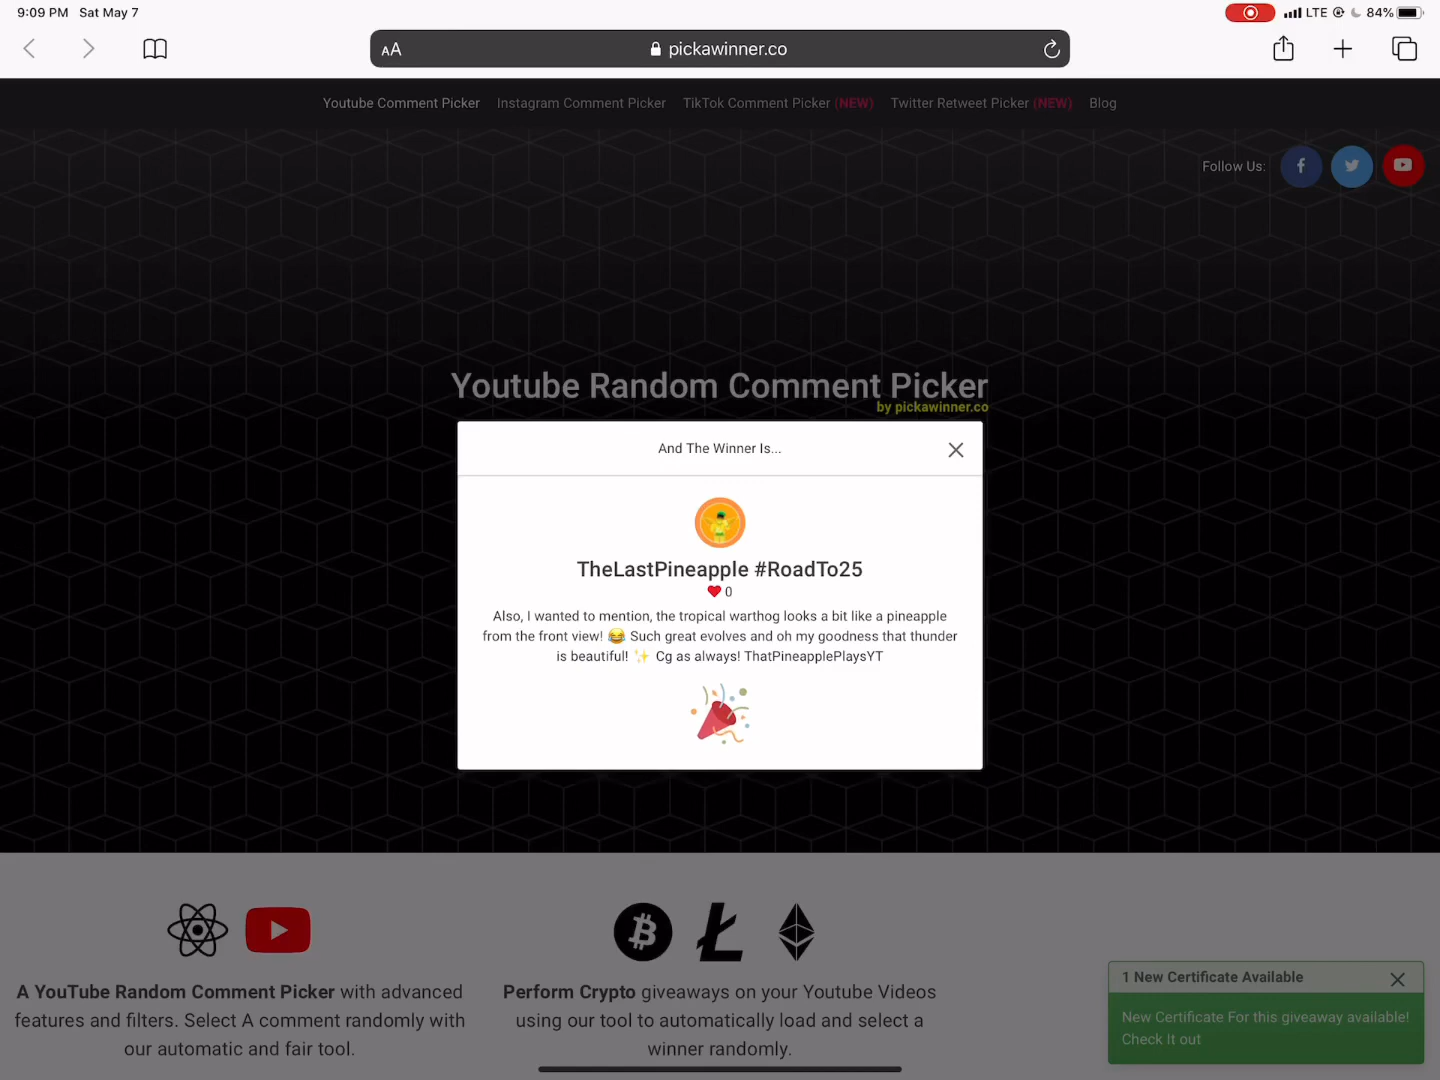 9:09 PM Sat May 7
LTE 84%
AA pickawinner.co
Youtube Comment Picker Instagram Comment Picker TikTok Comment Picker (NEW) Twitter Retweet Picker (NEW) Blog
Follow Us:
Youtube Random Comment Picker
by pickawinner.co
And The Winner Is...
TheLastPineapple #RoadTo25
❤ 0
Also, I wanted to mention, the tropical warthog looks a bit like a pineapple
from the front view! 😂 Such great evolves and oh my goodness that thunder
is beautiful! ✨ Cg as always! ThatPineapplePlaysYT
A YouTube Random Comment Picker with advanced
features and filters. Select A comment randomly with
our automatic and fair tool.
Perform Crypto giveaways on your Youtube Videos
using our tool to automatically load and select a
winner randomly.
1 New Certificate Available
New Certificate For this giveaway available!
Check It out